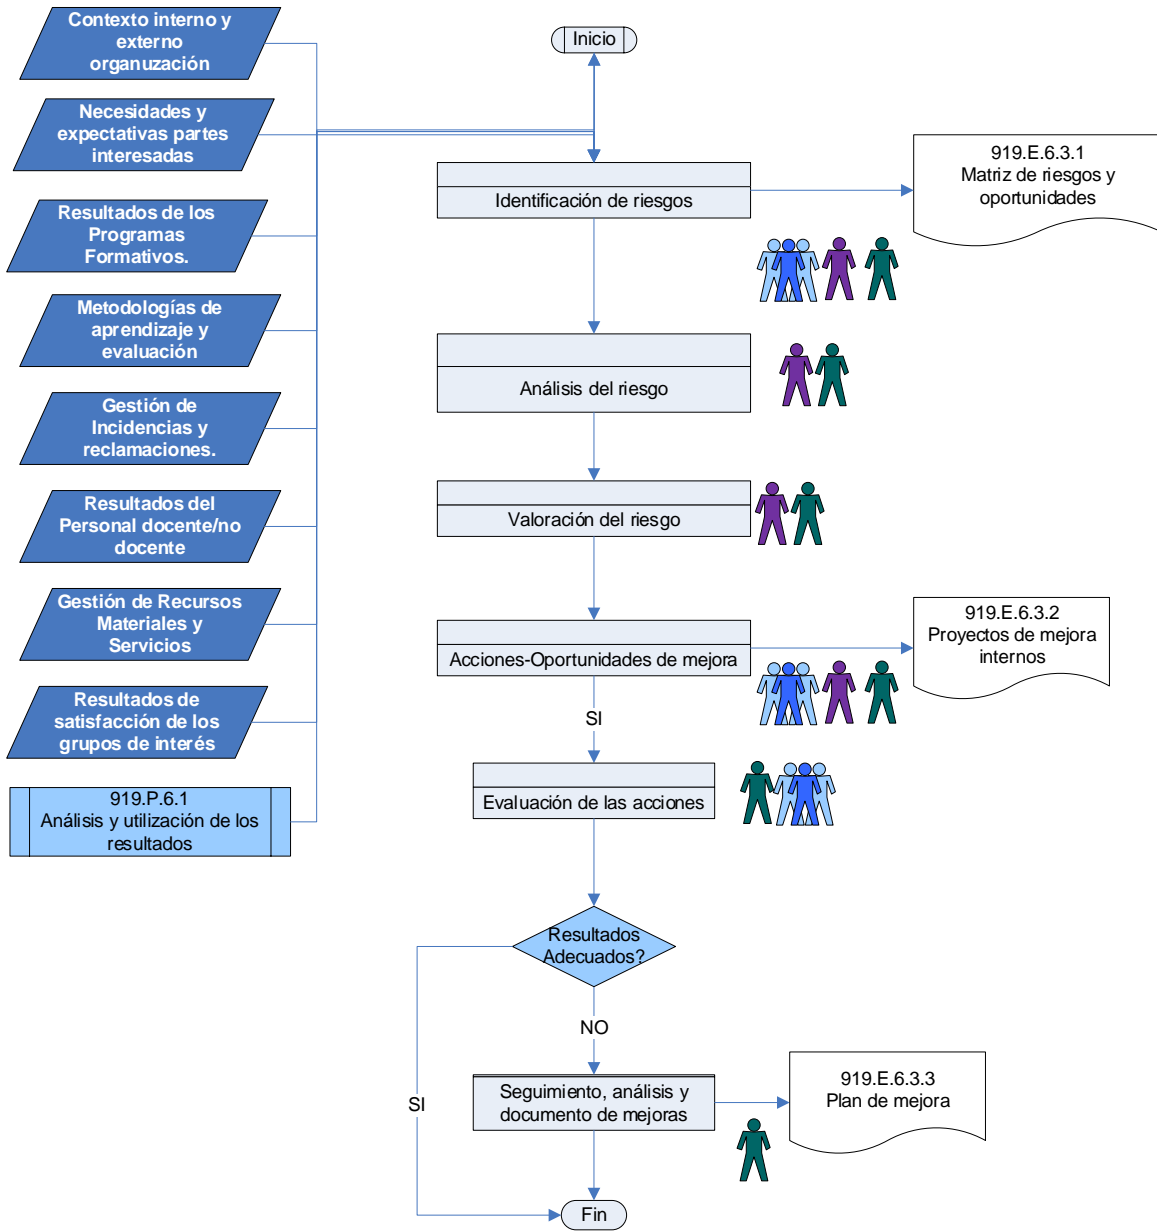 Contexto interno y
externo
organuzación
Necesidades y
expectativas partes
interesadas
Resultados de los
Programas
Formativos.
Metodologías de
aprendizaje y
evaluación
Gestión de
Incidencias y
reclamaciones.
Resultados del
Personal docente/no
docente
Gestión de Recursos
Materiales y
Servicios
Resultados de
satisfacción de los
grupos de interés
919.P.6.1
Análisis y utilización de los
resultados
Inicio
Identificación de riesgos
919.E.6.3.1
Matriz de riesgos y
oportunidades
Análisis del riesgo
Valoración del riesgo
Acciones-Oportunidades de mejora
919.E.6.3.2
Proyectos de mejora
internos
SI
Evaluación de las acciones
Resultados
Adecuados?
NO
SI
Seguimiento, análisis y
documento de mejoras
919.E.6.3.3
Plan de mejora
Fin